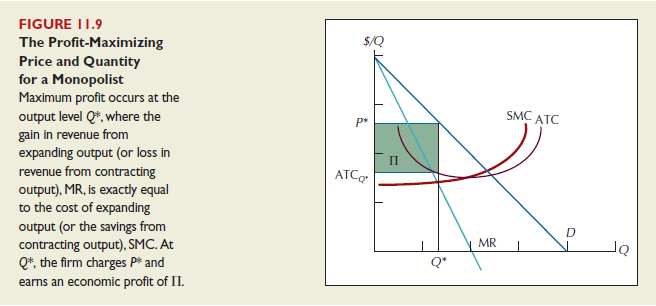 FIGURE 11.9
The Profit-Maximizing
Price and Quantity
for a Monopolist
Maximum profit occurs at the
output level Q*, where the
gain in revenue from
expanding output (or loss in
revenue from contracting
output), MR, is exactly equal
to the cost of expanding
output (or the savings from
contracting output), SMC. At
Q*, the firm charges P* and
earns an economic profit of Π.
$/Q
P*
SMC
ATC
Π
ATCQ*
D
MR
Q
Q*